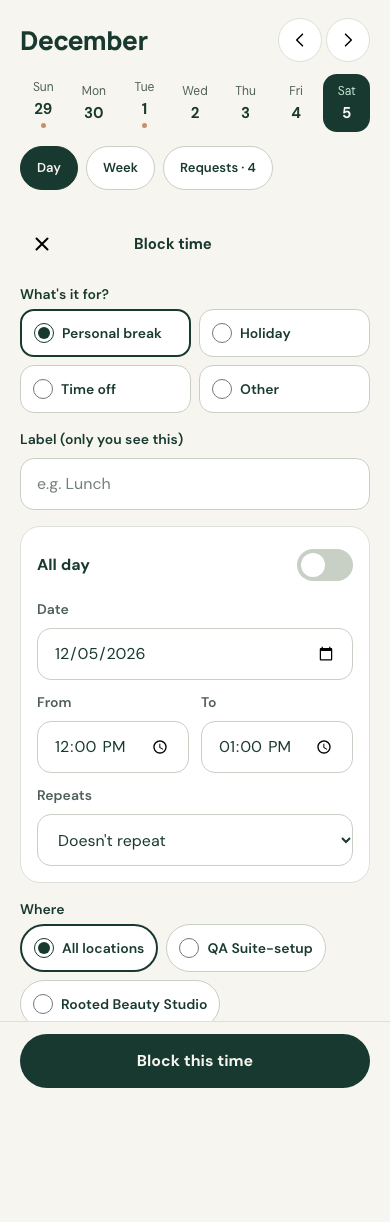 December
Sun Mon Tue Wed Thu Fri Sat
29 30 1 2 3 4 5
Day Week Requests · 4
Block time
What's it for?
Personal break Holiday
Time off Other
Label (only you see this)
e.g. Lunch
All day
Date
12/05/2026
From To
12:00 PM 01:00 PM
Repeats
Doesn't repeat
Where
All locations QA Suite-setup
Rooted Beauty Studio
Block this time